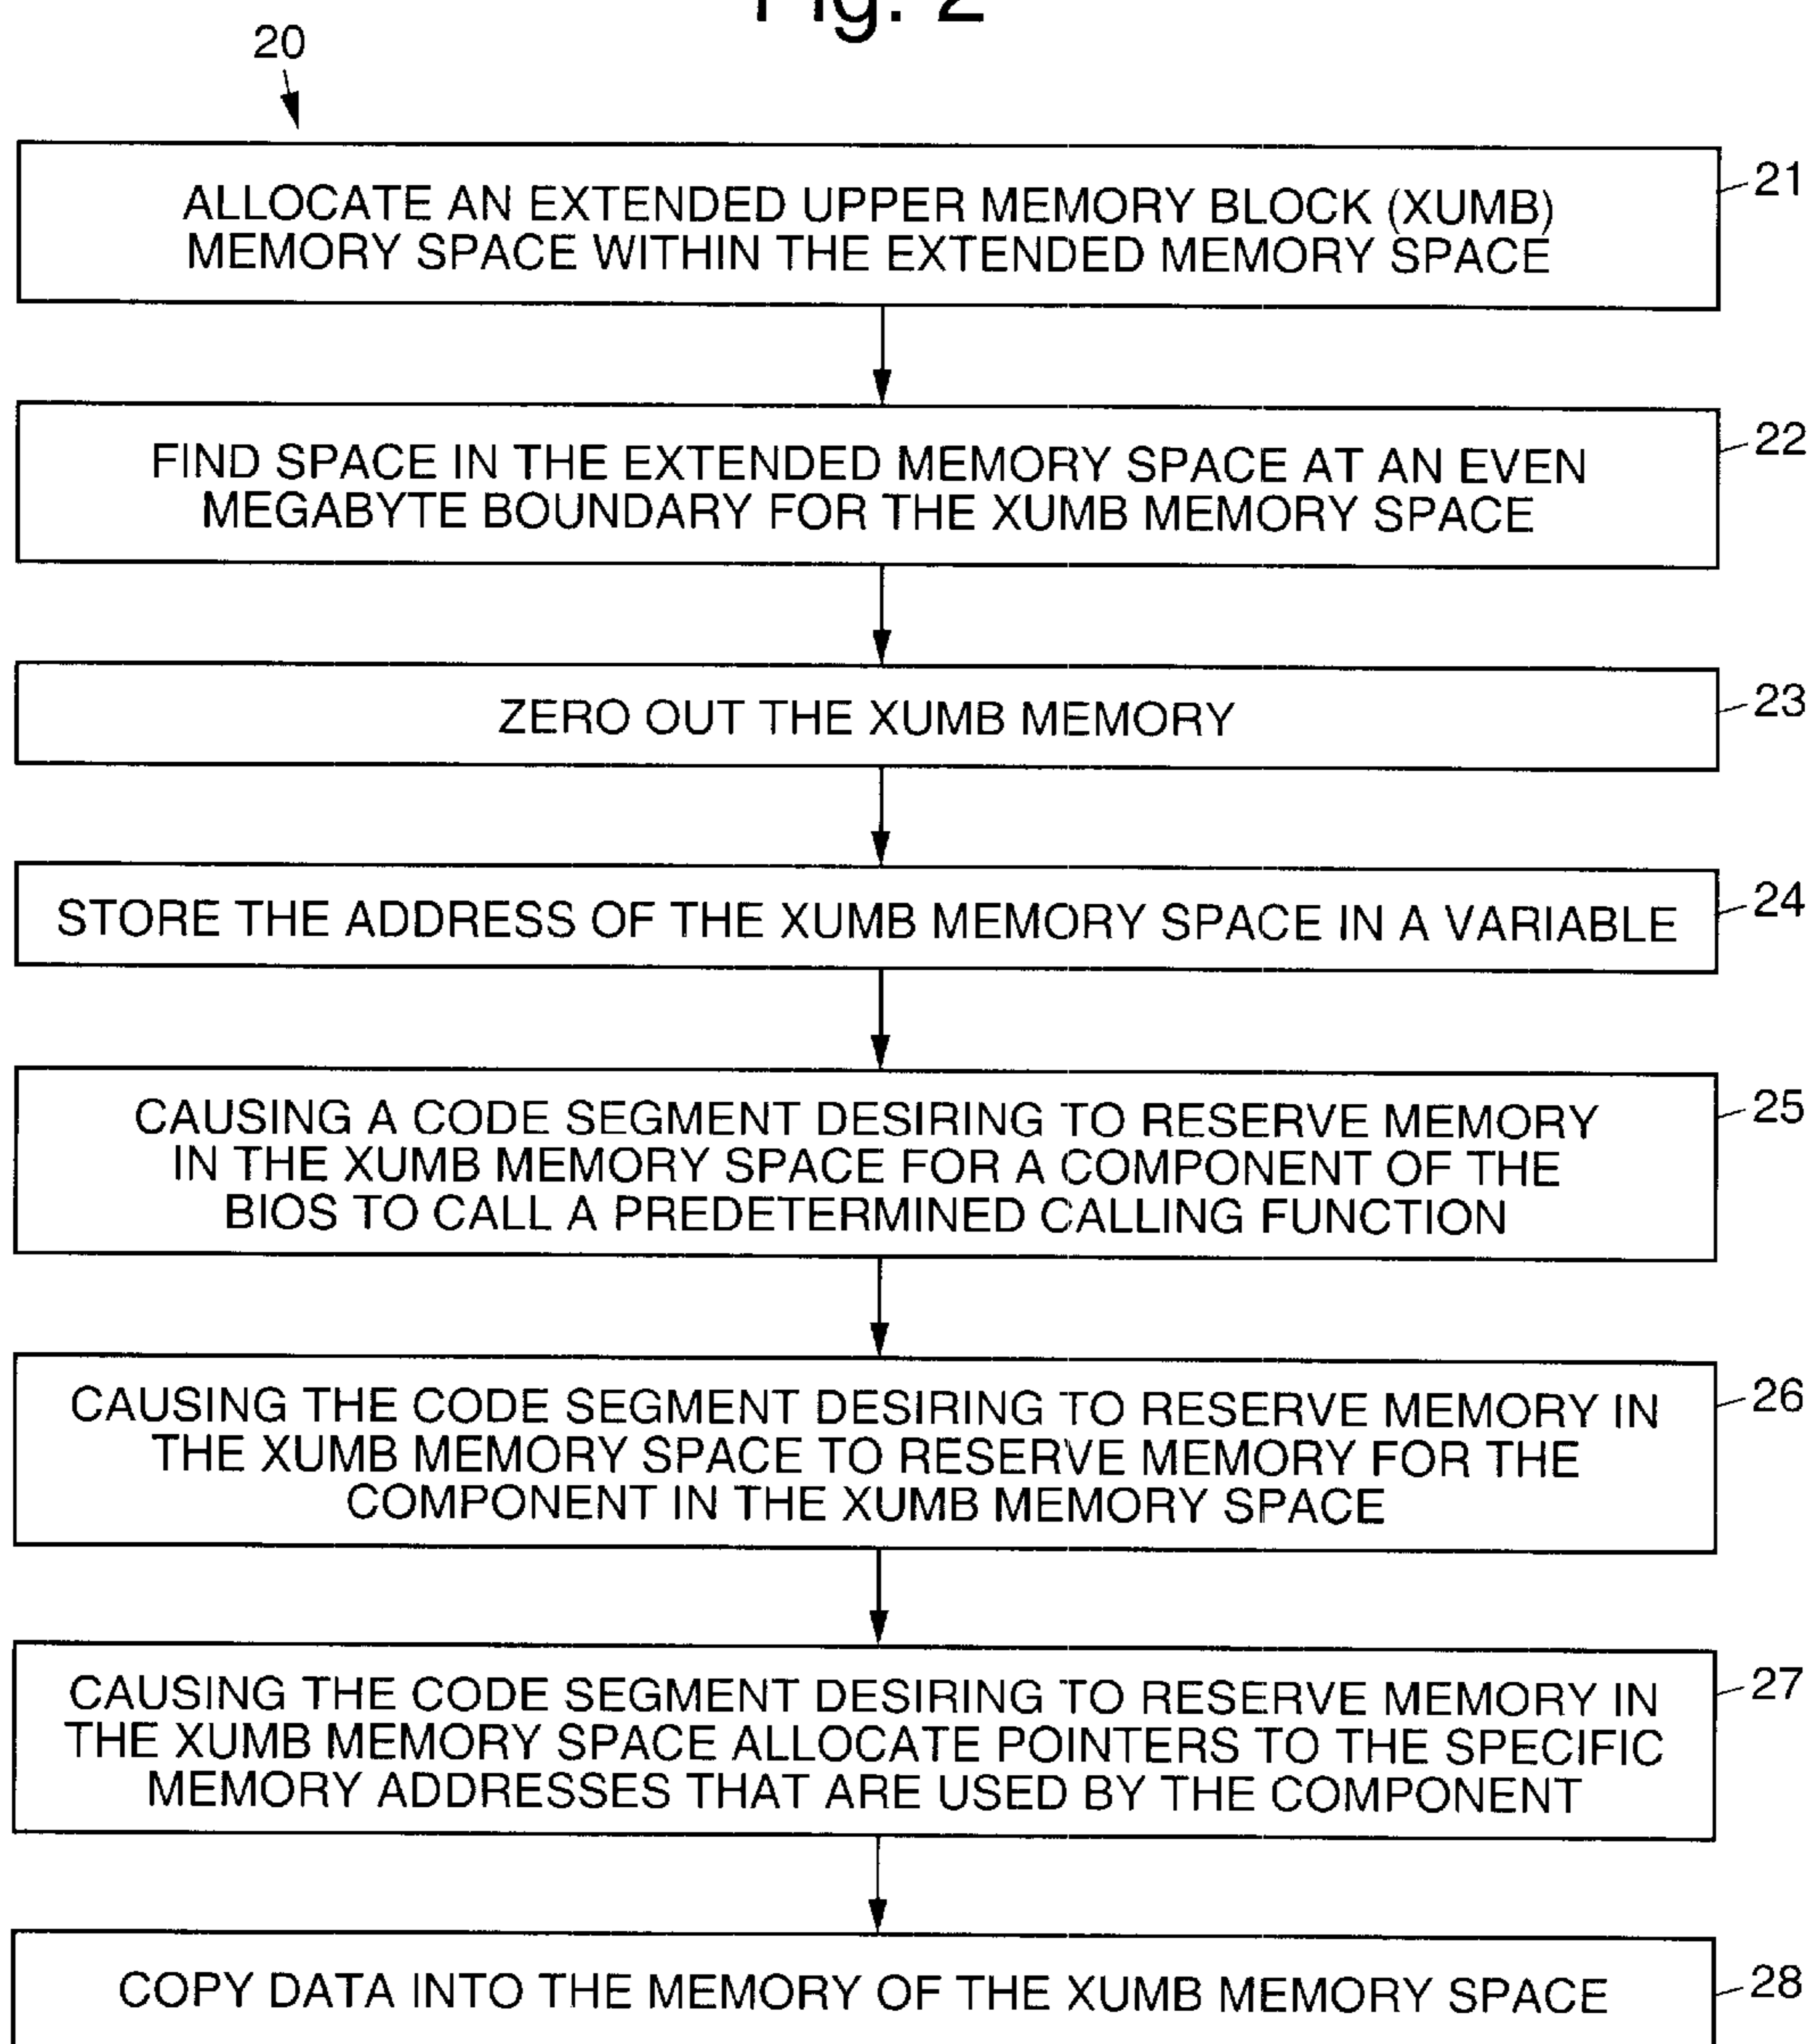 Fig. 2
20
ALLOCATE AN EXTENDED UPPER MEMORY BLOCK (XUMB)
MEMORY SPACE WITHIN THE EXTENDED MEMORY SPACE
21
FIND SPACE IN THE EXTENDED MEMORY SPACE AT AN EVEN
MEGABYTE BOUNDARY FOR THE XUMB MEMORY SPACE
22
ZERO OUT THE XUMB MEMORY
23
STORE THE ADDRESS OF THE XUMB MEMORY SPACE IN A VARIABLE
24
CAUSING A CODE SEGMENT DESIRING TO RESERVE MEMORY
IN THE XUMB MEMORY SPACE FOR A COMPONENT OF THE
BIOS TO CALL A PREDETERMINED CALLING FUNCTION
25
CAUSING THE CODE SEGMENT DESIRING TO RESERVE MEMORY IN
THE XUMB MEMORY SPACE TO RESERVE MEMORY FOR THE
COMPONENT IN THE XUMB MEMORY SPACE
26
CAUSING THE CODE SEGMENT DESIRING TO RESERVE MEMORY IN
THE XUMB MEMORY SPACE ALLOCATE POINTERS TO THE SPECIFIC
MEMORY ADDRESSES THAT ARE USED BY THE COMPONENT
27
COPY DATA INTO THE MEMORY OF THE XUMB MEMORY SPACE
28